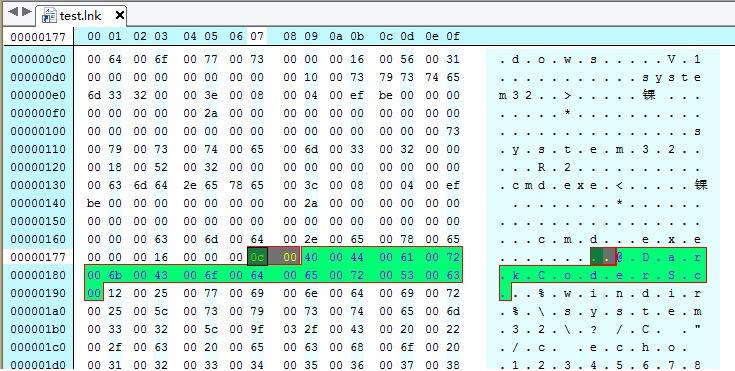 test.lnk
00000177 00 01 02 03 04 05 06 07 08 09 0a 0b 0c 0d 0e 0f
000000c0 00 64 00 6f 00 77 00 73 00 00 00 16 00 56 00 31 .d.o.w.s.....V.1
000000d0 00 00 00 00 00 00 00 00 00 10 00 73 79 73 74 65 ...........syste
000000e0 6d 33 32 00 00 3e 00 08 00 04 00 ef be 00 00 00 m32..>.....锞...
000000f0 00 00 00 00 00 2a 00 00 00 00 00 00 00 00 00 00 .....*..........
00000100 00 00 00 00 00 00 00 00 00 00 00 00 00 00 00 73 ...............s
00000110 00 79 00 73 00 74 00 65 00 6d 00 33 00 32 00 00 .y.s.t.e.m.3.2..
00000120 00 18 00 52 00 32 00 00 00 00 00 00 00 00 00 00 ...R.2..........
00000130 00 63 6d 64 2e 65 78 65 00 3c 00 08 00 04 00 ef .cmd.exe.<.....锞
00000140 be 00 00 00 00 00 00 00 00 2a 00 00 00 00 00 00 .........*......
00000150 00 00 00 00 00 00 00 00 00 00 00 00 00 00 00 00 ................
00000160 00 00 00 63 00 6d 00 64 00 2e 00 65 00 78 00 65 ...c.m.d...e.x.e
00000177 00 00 00 16 00 00 00 0c 00 40 00 44 00 61 00 72 .........@.D.a.r
00000180 00 6b 00 43 00 6f 00 64 00 65 00 72 00 53 00 63 .k.C.o.d.e.r.S.c
00000190 00 12 00 25 00 77 00 69 00 6e 00 64 00 69 00 72 ...%.w.i.n.d.i.r
000001a0 00 25 00 5c 00 73 00 79 00 73 00 74 00 65 00 6d .%.\.s.y.s.t.e.m
000001b0 00 33 00 32 00 5c 00 9f 03 2f 00 43 00 20 00 22 .3.2.\.?/.C. ."
000001c0 00 2f 00 63 00 20 00 65 00 63 00 68 00 6f 00 20 ./.c. .e.c.h.o.
000001d0 00 31 00 32 00 33 00 34 00 35 00 36 00 37 00 38 .1.2.3.4.5.6.7.8